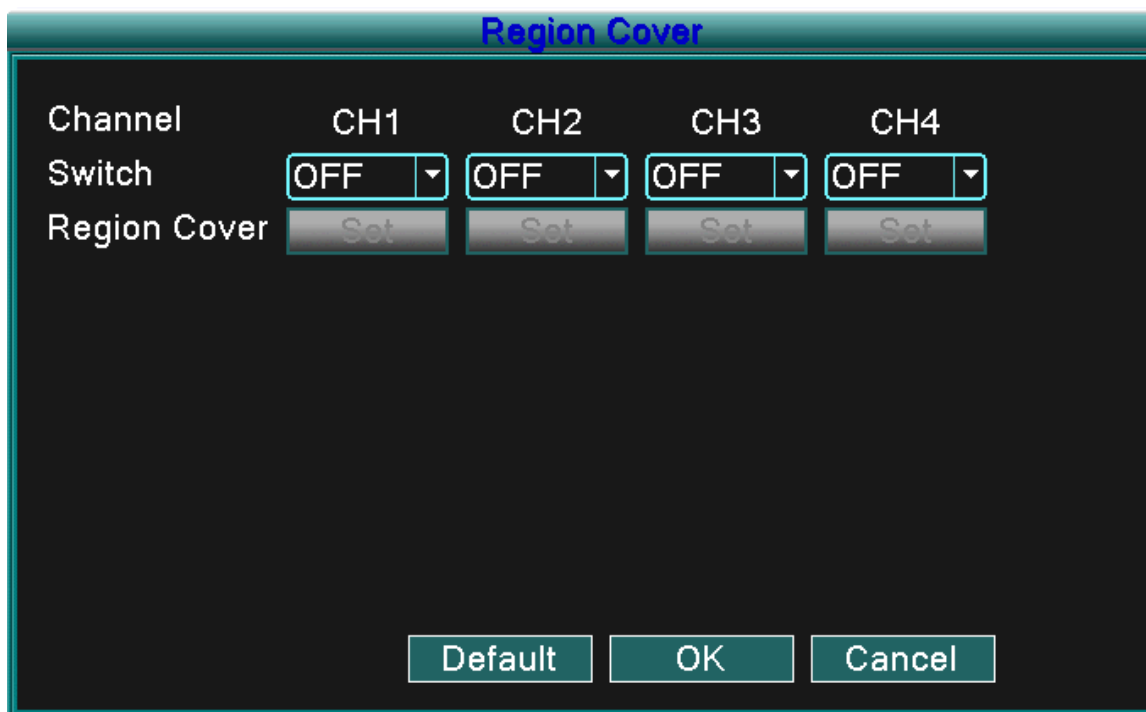 Region Cover
Channel CH1 CH2 CH3 CH4
Switch OFF OFF OFF OFF
Region Cover Set Set Set Set
Default OK Cancel